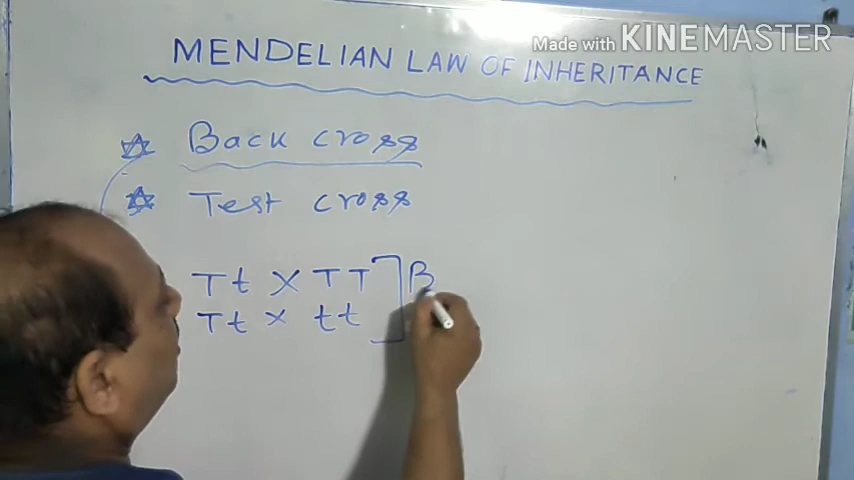 Made with KINEMASTER
MENDELIAN LAW OF INHERITANCE
Back cross
Test cross
Tt X TT
Tt X tt
B